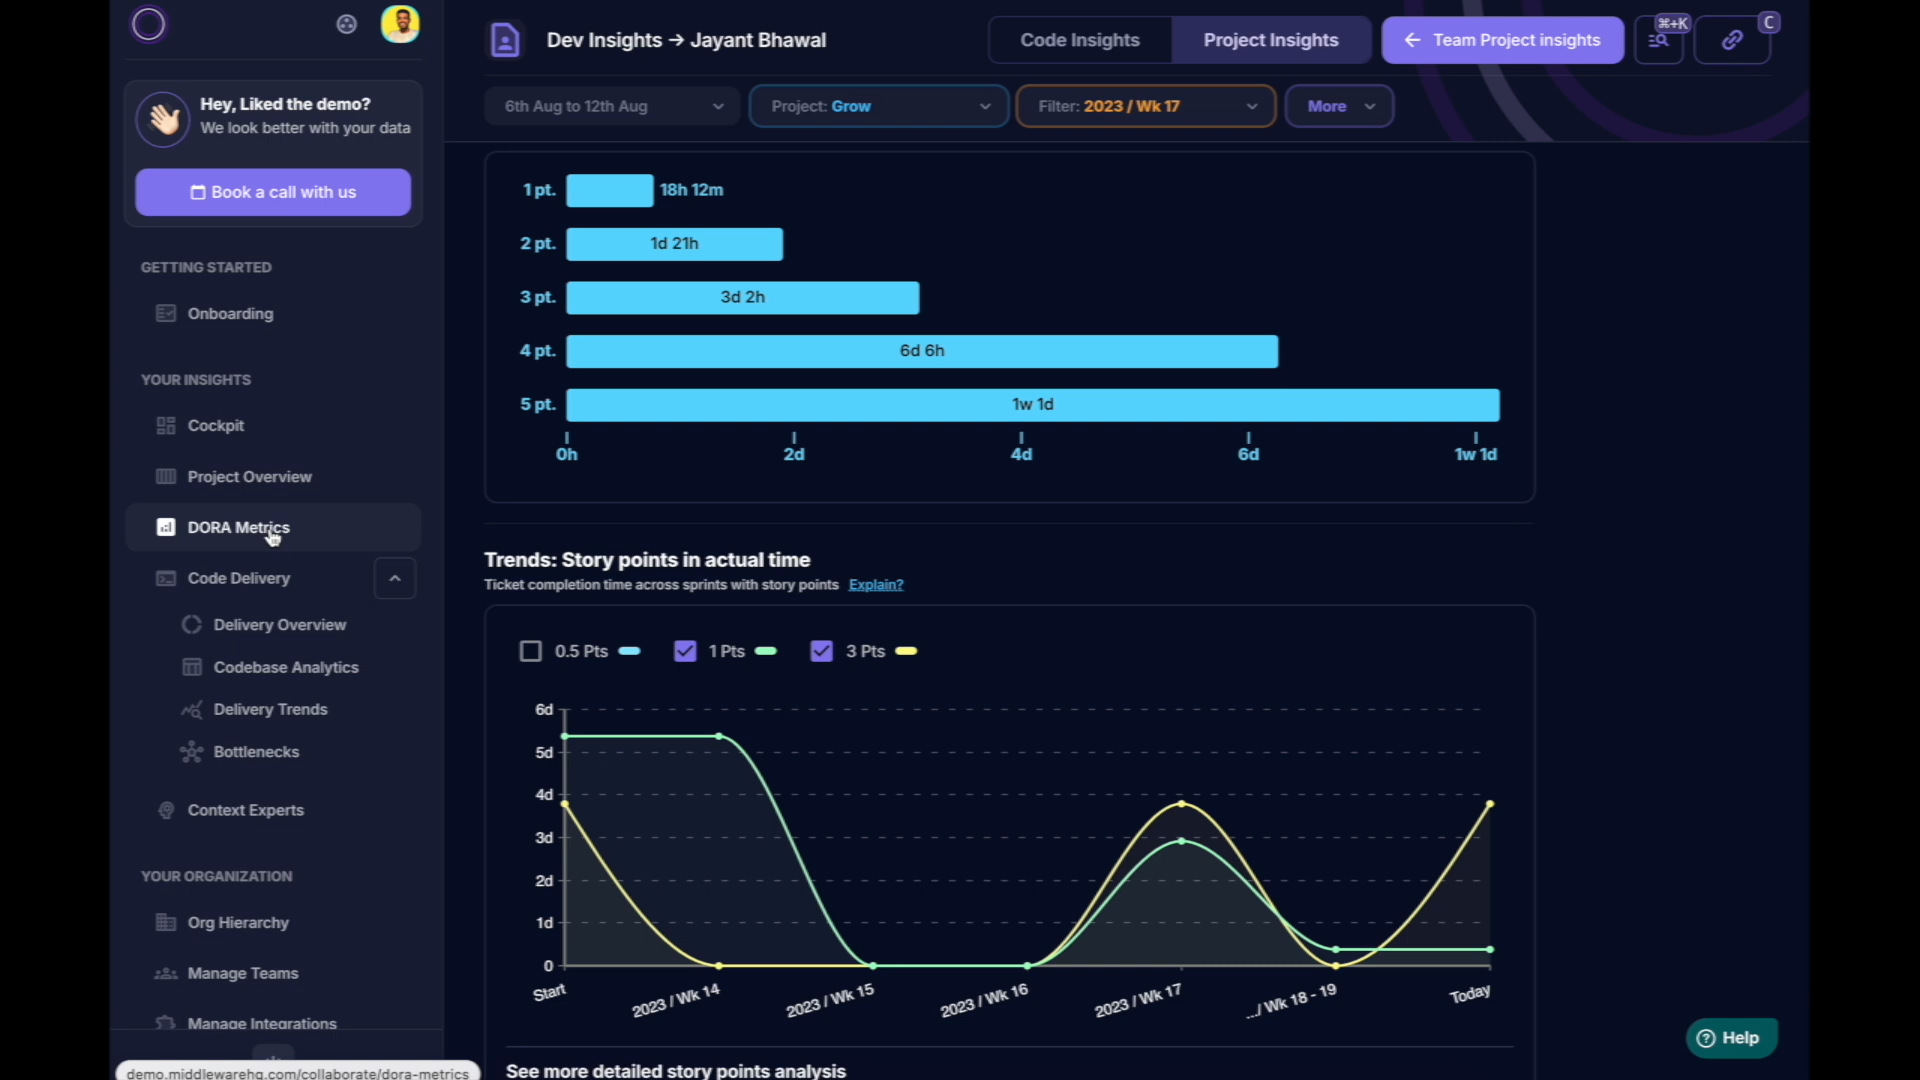 Hey, Liked the demo?
We look better with your data
Book a call with us
GETTING STARTED
Onboarding
YOUR INSIGHTS
Cockpit
Project Overview
DORA Metrics
Code Delivery
Delivery Overview
Codebase Analytics
Delivery Trends
Bottlenecks
Context Experts
YOUR ORGANIZATION
Org Hierarchy
Manage Teams
Manage Integrations
demo.middlewarehq.com/collaborate/dora-metrics
Dev Insights → Jayant Bhawal
Code Insights
Project Insights
← Team Project insights
⌘+K
C
6th Aug to 12th Aug
Project: Grow
Filter: 2023 / Wk 17
More
1 pt. 18h 12m
2 pt. 1d 21h
3 pt. 3d 2h
4 pt. 6d 6h
5 pt. 1w 1d
0h 2d 4d 6d 1w 1d
Trends: Story points in actual time
Ticket completion time across sprints with story points Explain?
0.5 Pts 1 Pts 3 Pts
6d
5d
4d
3d
2d
1d
0
Start 2023 / Wk 14 2023 / Wk 15 2023 / Wk 16 2023 / Wk 17 .../ Wk 18 - 19 Today
See more detailed story points analysis
Help